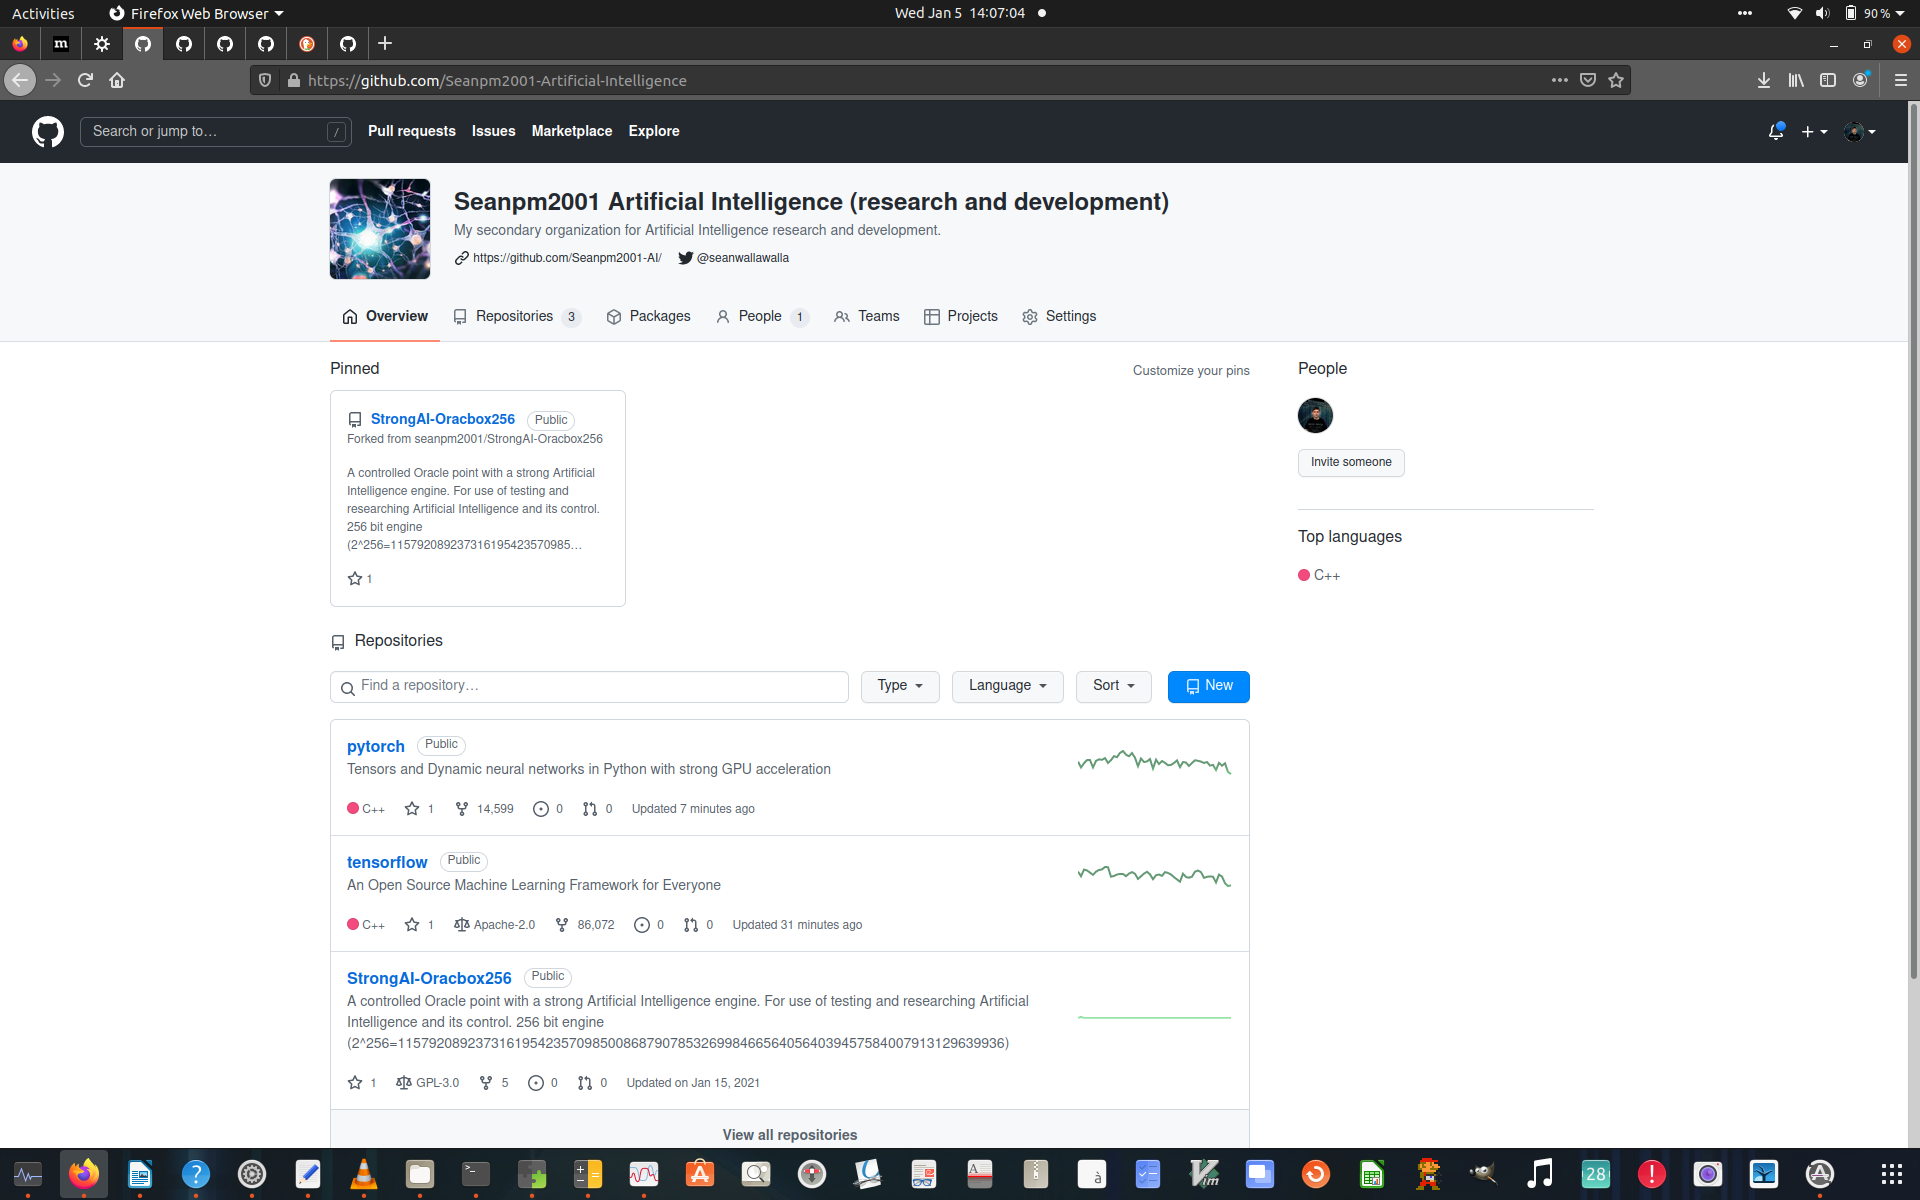 Activities
Firefox Web Browser
Wed Jan 5 14:07:04
90 %
m
https://github.com/Seanpm2001-Artificial-Intelligence
Search or jump to…
/
Pull requests
Issues
Marketplace
Explore
Seanpm2001 Artificial Intelligence (research and development)
My secondary organization for Artificial Intelligence research and development.
https://github.com/Seanpm2001-AI/
@seanwallawalla
Overview
Repositories 3
Packages
People 1
Teams
Projects
Settings
Pinned
Customize your pins
StrongAI-Oracbox256 Public
Forked from seanpm2001/StrongAI-Oracbox256
A controlled Oracle point with a strong Artificial
Intelligence engine. For use of testing and
researching Artificial Intelligence and its control.
256 bit engine
(2^256=115792089237316195423570985…
1
People
Invite someone
Top languages
C++
Repositories
Find a repository…
Type
Language
Sort
New
pytorch Public
Tensors and Dynamic neural networks in Python with strong GPU acceleration
C++ 1 14,599 0 0 Updated 7 minutes ago
tensorflow Public
An Open Source Machine Learning Framework for Everyone
C++ 1 Apache-2.0 86,072 0 0 Updated 31 minutes ago
StrongAI-Oracbox256 Public
A controlled Oracle point with a strong Artificial Intelligence engine. For use of testing and researching Artificial
Intelligence and its control. 256 bit engine
(2^256=115792089237316195423570985008687907853269984665640564039457584007913129639936)
1 GPL-3.0 5 0 0 Updated on Jan 15, 2021
View all repositories
28